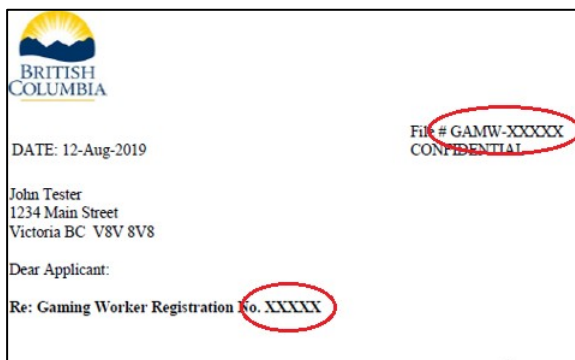 BRITISH
COLUMBIA
File # GAMW-XXXXX
CONFIDENTIAL
DATE: 12-Aug-2019
John Tester
1234 Main Street
Victoria BC V8V 8V8
Dear Applicant:
Re: Gaming Worker Registration No. XXXXX